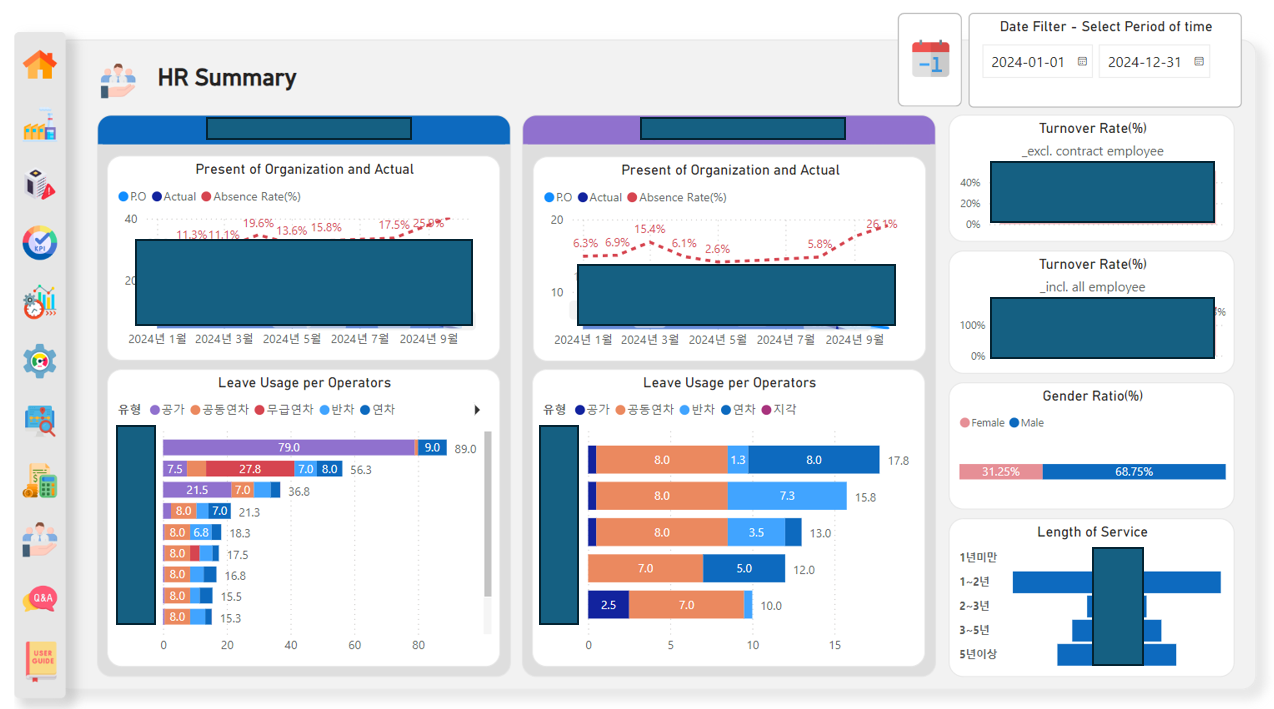 Date Filter - Select Period of time
2024-01-01
2024-12-31
-1
HR Summary
KPI
Q&A
USER
GUIDE
Present of Organization and Actual
P.O Actual Absence Rate(%)
40
20
11.3% 11.1% 19.6% 13.6% 15.8% 17.5% 25.9%
2024년 1월 2024년 3월 2024년 5월 2024년 7월 2024년 9월
Leave Usage per Operators
유형 공가 공동연차 무급연차 반차 연차
79.0 9.0 89.0
7.5 27.8 7.0 8.0 56.3
21.5 7.0 36.8
8.0 7.0 21.3
8.0 6.8 18.3
8.0 17.5
8.0 16.8
8.0 15.5
8.0 15.3
0 20 40 60 80
Present of Organization and Actual
P.O Actual Absence Rate(%)
20
10
6.3% 6.9% 15.4% 6.1% 2.6% 5.8% 26.1%
2024년 1월 2024년 3월 2024년 5월 2024년 7월 2024년 9월
Leave Usage per Operators
유형 공가 공동연차 반차 연차 지각
8.0 1.3 8.0 17.8
8.0 7.3 15.8
8.0 3.5 13.0
7.0 5.0 12.0
2.5 7.0 10.0
0 5 10 15
Turnover Rate(%)
_excl. contract employee
40%
20%
0%
Turnover Rate(%)
_incl. all employee
100%
0%
Gender Ratio(%)
Female Male
31.25% 68.75%
Length of Service
1년미만
1~2년
2~3년
3~5년
5년이상